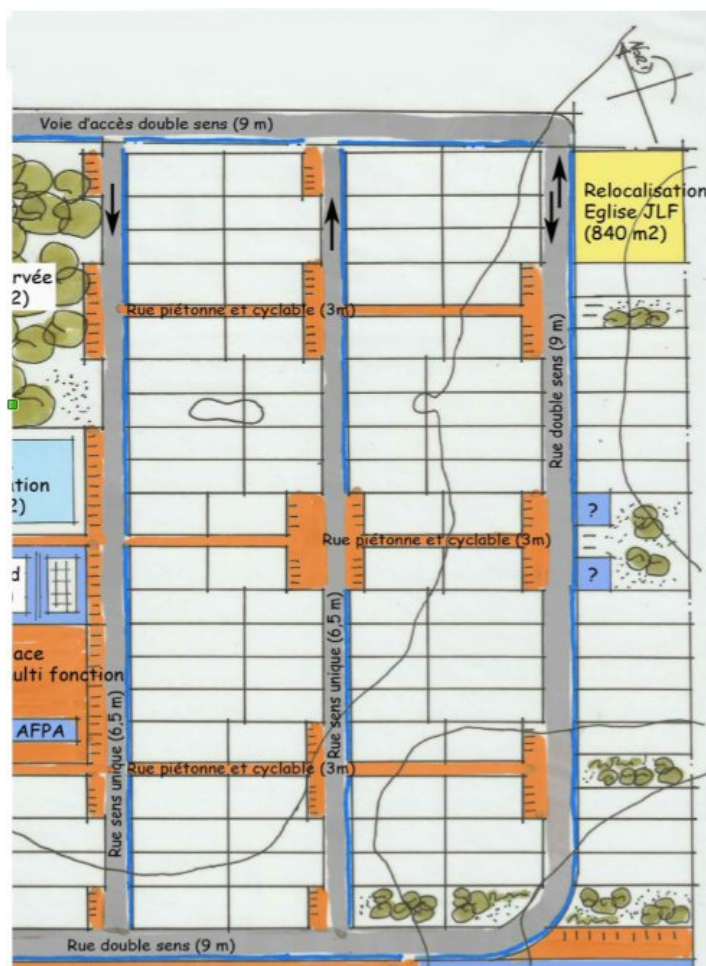 Nord
Voie d'accès double sens (9 m)
Relocalisation
Eglise JLF
(840 m2)
rvée
2)
Rue piétonne et cyclable (3m)
Rue double sens (9 m)
ation
2)
?
Rue piétonne et cyclable (3m)
?
d
Rue sens unique (6,5 m)
ace
ulti fonction
Rue sens unique (6,5 m)
AFPA
Rue piétonne et cyclable (3m)
Rue double sens (9 m)